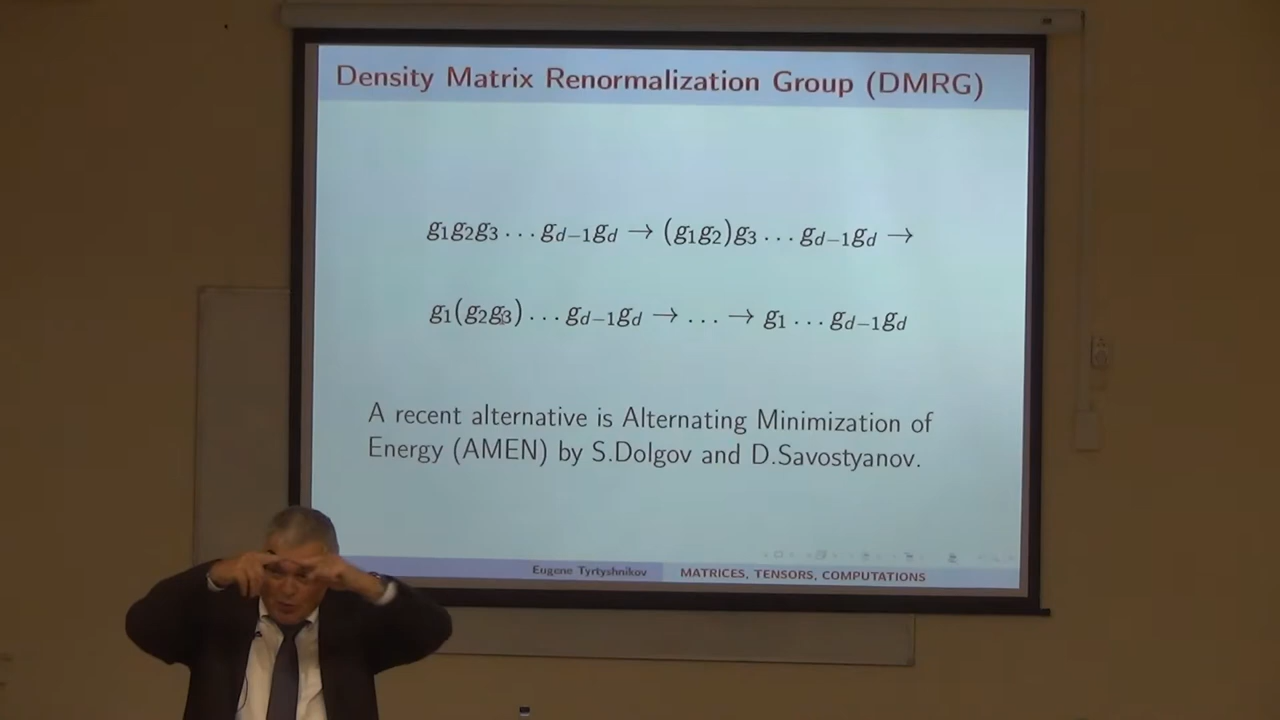 Density Matrix Renormalization Group (DMRG)
g₁g₂g₃ . . . g_{d−1}g_d → (g₁g₂)g₃ . . . g_{d−1}g_d →
g₁(g₂g₃) . . . g_{d−1}g_d → . . . → g₁ . . . g_{d−1}g_d
A recent alternative is Alternating Minimization of
Energy (AMEN) by S.Dolgov and D.Savostyanov.
Eugene Tyrtyshnikov MATRICES, TENSORS, COMPUTATIONS